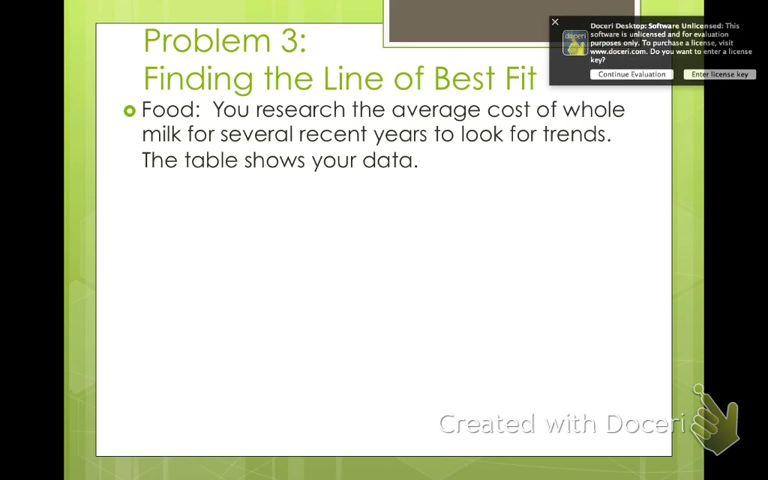 Problem 3:
Finding the Line of Best Fit
Food: You research the average cost of whole
milk for several recent years to look for trends.
The table shows your data.
Doceri Desktop: Software Unlicensed: This
software is unlicensed and for evaluation
purposes only. To purchase a license, visit
www.doceri.com. Do you want to enter a license
key?
Continue Evaluation
Enter license key
Created with Doceri